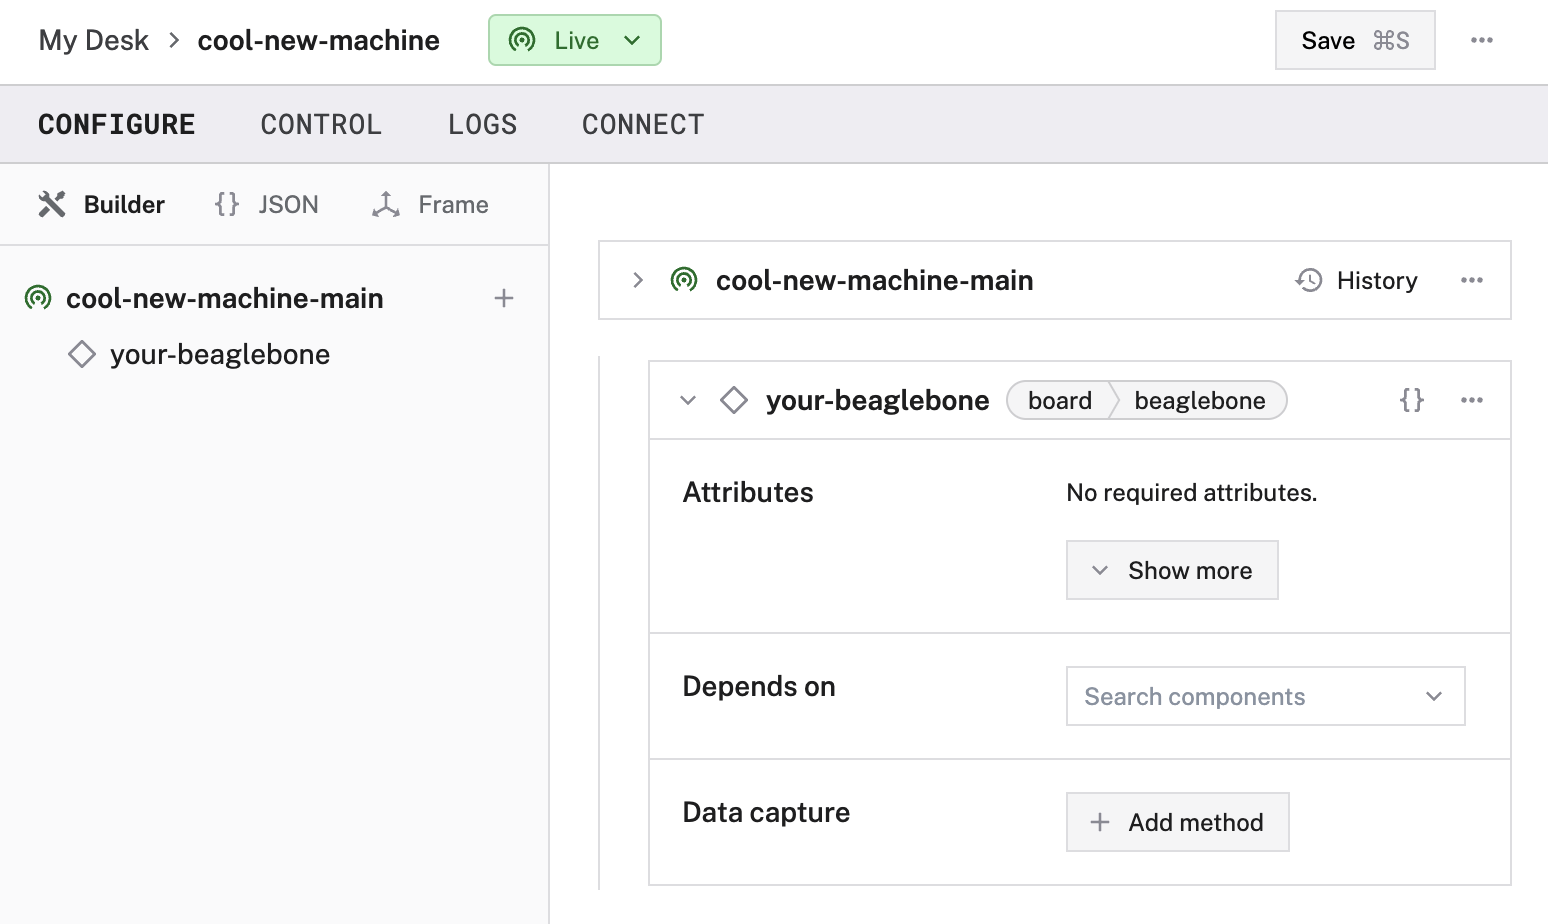 My Desk > cool-new-machine Live Save ⌘S ···
CONFIGURE CONTROL LOGS CONNECT
Builder {} JSON Frame
cool-new-machine-main +
your-beaglebone
cool-new-machine-main History ···
your-beaglebone board beaglebone {} ···
Attributes No required attributes.
Show more
Depends on Search components
Data capture + Add method